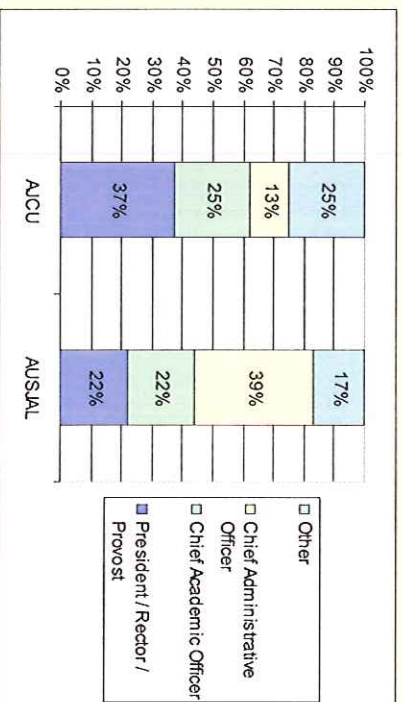 100%
90%
80%
70%
60%
50%
40%
30%
20%
10%
0%
25%
13%
25%
37%
17%
39%
22%
22%
AJCU
AUSJAL
Other
Chief Administrative
Officer
Chief Academic Officer
President / Rector /
Provost